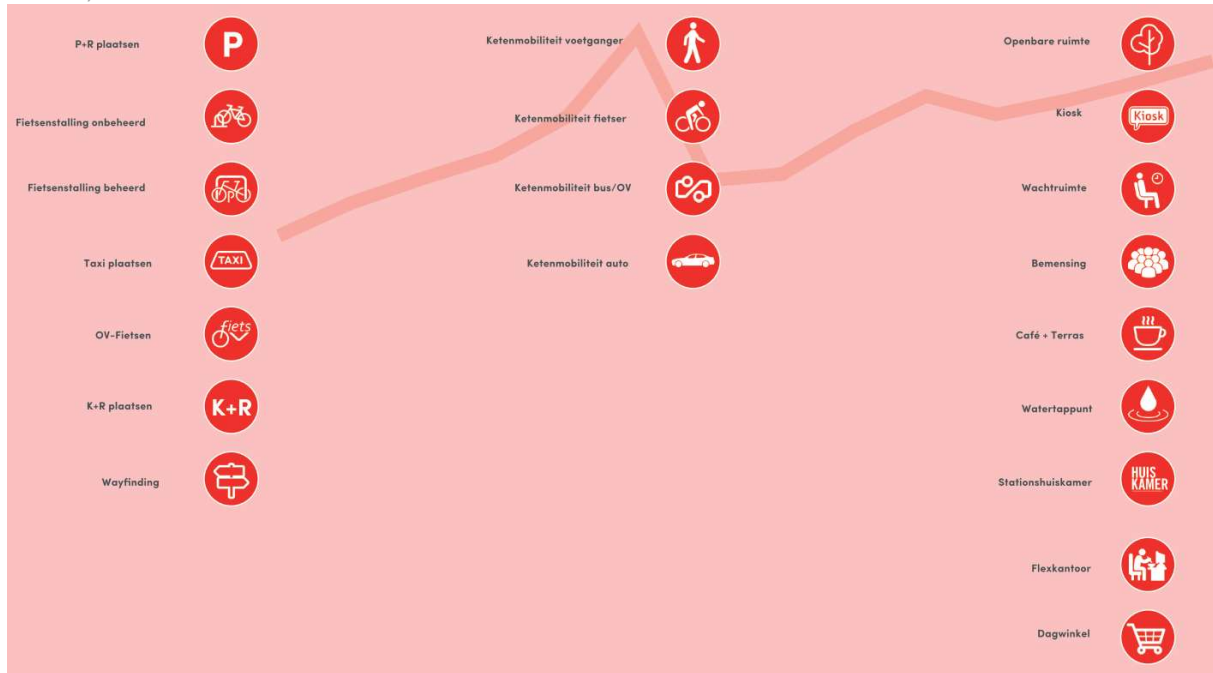 P+R plaatsen
P
Fietsenstalling onbeheerd
Fietsenstalling beheerd
Taxi plaatsen
TAXI
OV-Fietsen
fiets
K+R plaatsen
K+R
Wayfinding
Ketenmobiliteit voetganger
Ketenmobiliteit fietser
Ketenmobiliteit bus/OV
Ketenmobiliteit auto
Openbare ruimte
Kiosk
Kiosk
Wachtruimte
Bemensing
Café + Terras
Watertappunt
Stationshuiskamer
HUIS
KAMER
Flexkantoor
Dagwinkel